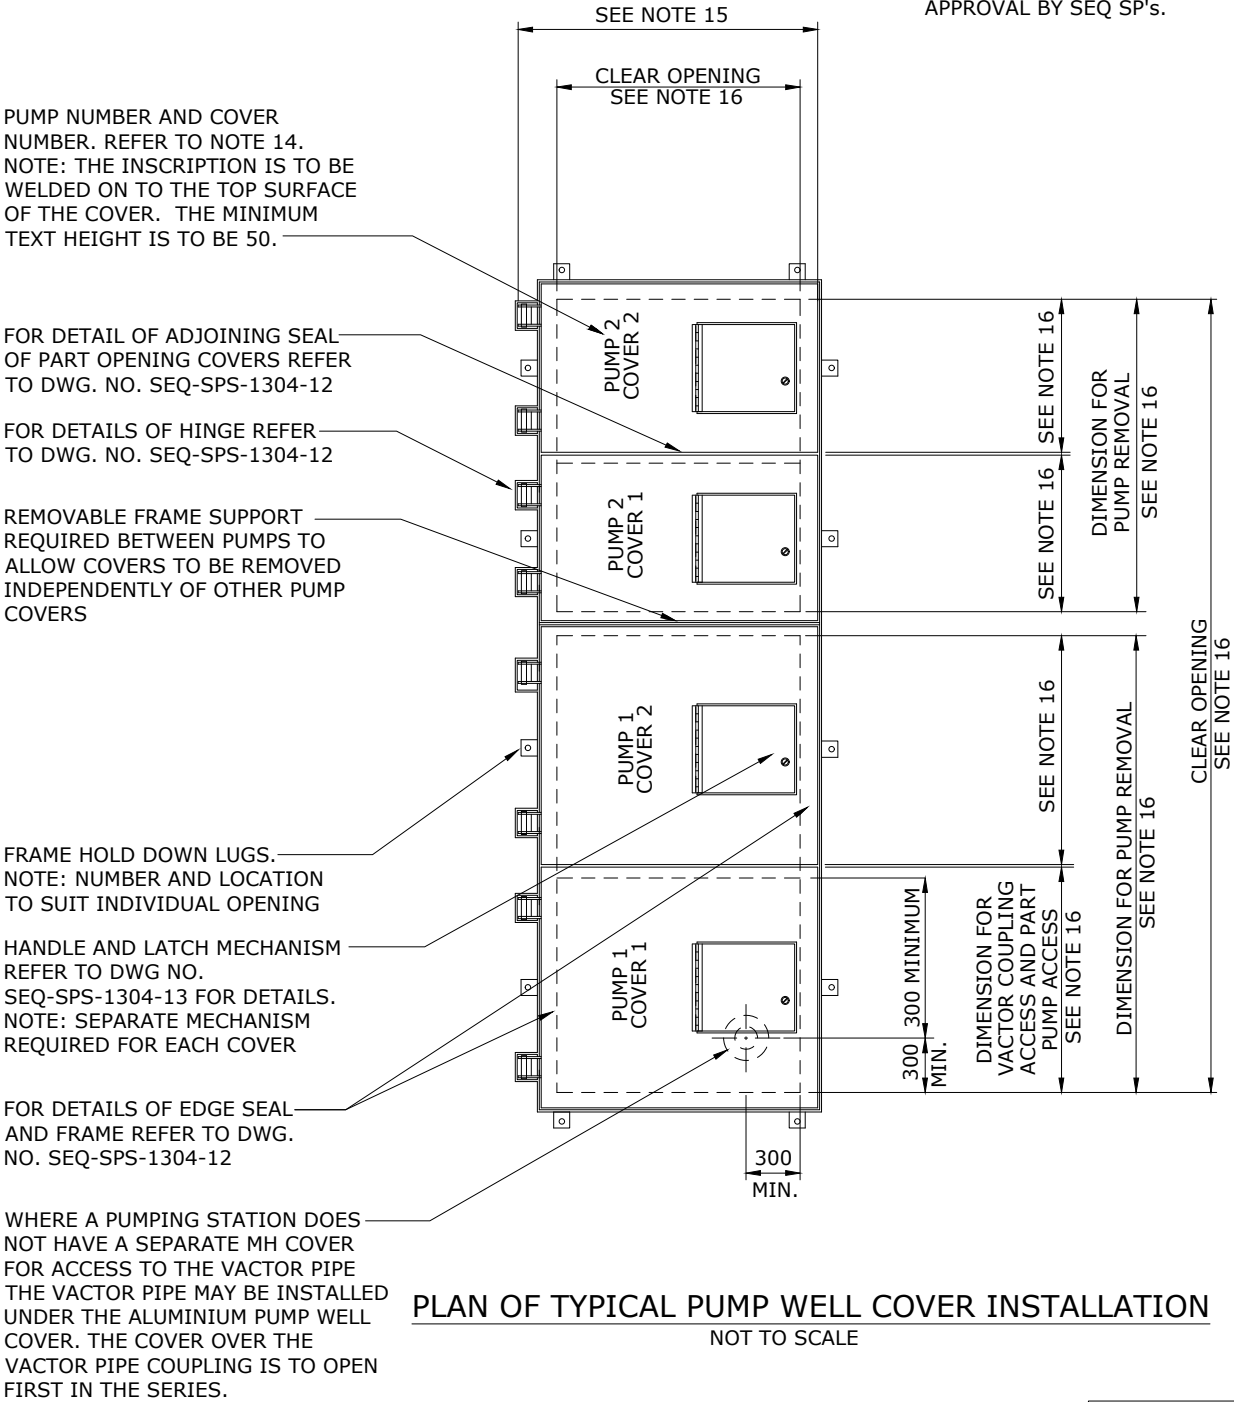 APPROVAL BY SEQ SP's.
SEE NOTE 15
CLEAR OPENING
SEE NOTE 16
PUMP NUMBER AND COVER
NUMBER. REFER TO NOTE 14.
NOTE: THE INSCRIPTION IS TO BE
WELDED ON TO THE TOP SURFACE
OF THE COVER. THE MINIMUM
TEXT HEIGHT IS TO BE 50.
FOR DETAIL OF ADJOINING SEAL
OF PART OPENING COVERS REFER
TO DWG. NO. SEQ-SPS-1304-12
FOR DETAILS OF HINGE REFER
TO DWG. NO. SEQ-SPS-1304-12
REMOVABLE FRAME SUPPORT
REQUIRED BETWEEN PUMPS TO
ALLOW COVERS TO BE REMOVED
INDEPENDENTLY OF OTHER PUMP
COVERS
FRAME HOLD DOWN LUGS.
NOTE: NUMBER AND LOCATION
TO SUIT INDIVIDUAL OPENING
HANDLE AND LATCH MECHANISM
REFER TO DWG NO.
SEQ-SPS-1304-13 FOR DETAILS.
NOTE: SEPARATE MECHANISM
REQUIRED FOR EACH COVER
FOR DETAILS OF EDGE SEAL
AND FRAME REFER TO DWG.
NO. SEQ-SPS-1304-12
WHERE A PUMPING STATION DOES
NOT HAVE A SEPARATE MH COVER
FOR ACCESS TO THE VACTOR PIPE
THE VACTOR PIPE MAY BE INSTALLED
UNDER THE ALUMINIUM PUMP WELL
COVER. THE COVER OVER THE
VACTOR PIPE COUPLING IS TO OPEN
FIRST IN THE SERIES.
PUMP 2
COVER 2
PUMP 2
COVER 1
PUMP 1
COVER 2
PUMP 1
COVER 1
SEE NOTE 16
SEE NOTE 16
DIMENSION FOR
PUMP REMOVAL
SEE NOTE 16
SEE NOTE 16
DIMENSION FOR PUMP REMOVAL
SEE NOTE 16
CLEAR OPENING
SEE NOTE 16
300 MINIMUM
300
MIN.
DIMENSION FOR
VACTOR COUPLING
ACCESS AND PART
PUMP ACCESS
SEE NOTE 16
300
MIN.
PLAN OF TYPICAL PUMP WELL COVER INSTALLATION
NOT TO SCALE